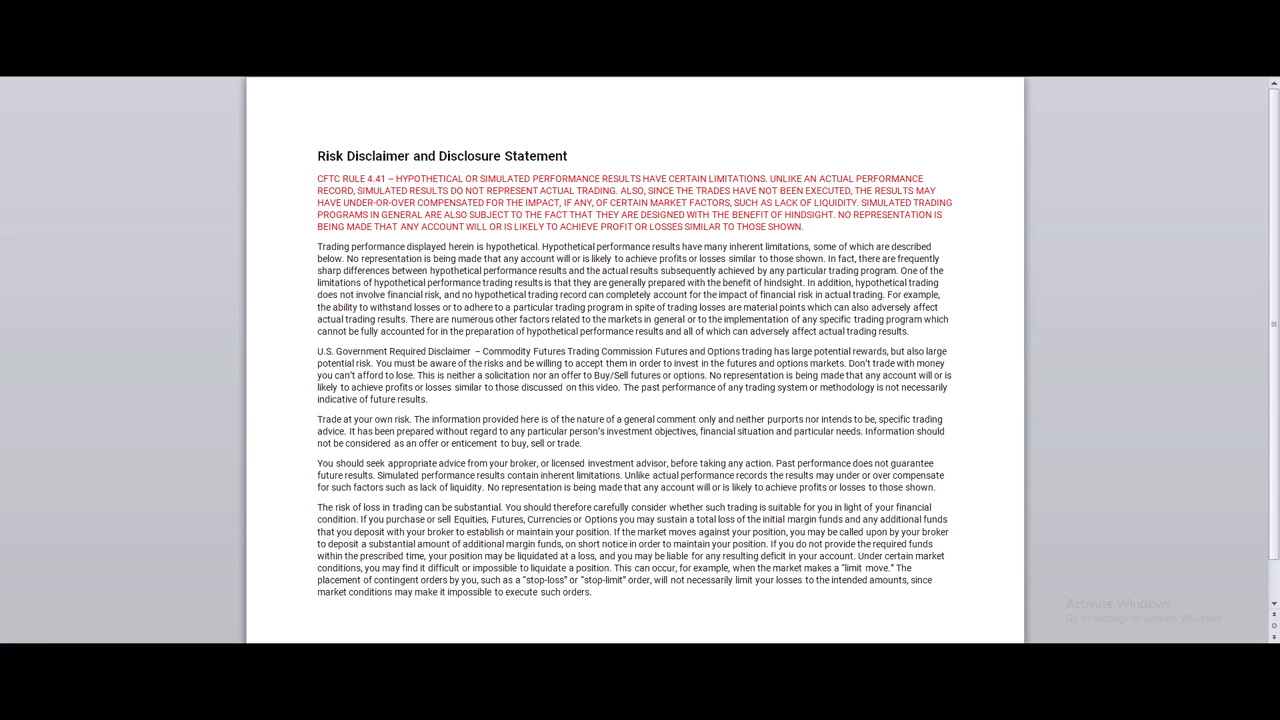 Risk Disclaimer and Disclosure Statement
CFTC RULE 4.41 – HYPOTHETICAL OR SIMULATED PERFORMANCE RESULTS HAVE CERTAIN LIMITATIONS. UNLIKE AN ACTUAL PERFORMANCE
RECORD, SIMULATED RESULTS DO NOT REPRESENT ACTUAL TRADING. ALSO, SINCE THE TRADES HAVE NOT BEEN EXECUTED, THE RESULTS MAY
HAVE UNDER-OR-OVER COMPENSATED FOR THE IMPACT, IF ANY, OF CERTAIN MARKET FACTORS, SUCH AS LACK OF LIQUIDITY. SIMULATED TRADING
PROGRAMS IN GENERAL ARE ALSO SUBJECT TO THE FACT THAT THEY ARE DESIGNED WITH THE BENEFIT OF HINDSIGHT. NO REPRESENTATION IS
BEING MADE THAT ANY ACCOUNT WILL OR IS LIKELY TO ACHIEVE PROFIT OR LOSSES SIMILAR TO THOSE SHOWN.
Trading performance displayed herein is hypothetical. Hypothetical performance results have many inherent limitations, some of which are described
below. No representation is being made that any account will or is likely to achieve profits or losses similar to those shown. In fact, there are frequently
sharp differences between hypothetical performance results and the actual results subsequently achieved by any particular trading program. One of the
limitations of hypothetical performance trading results is that they are generally prepared with the benefit of hindsight. In addition, hypothetical trading
does not involve financial risk, and no hypothetical trading record can completely account for the impact of financial risk in actual trading. For example,
the ability to withstand losses or to adhere to a particular trading program in spite of trading losses are material points which can also adversely affect
actual trading results. There are numerous other factors related to the markets in general or to the implementation of any specific trading program which
cannot be fully accounted for in the preparation of hypothetical performance results and all of which can adversely affect actual trading results.
U.S. Government Required Disclaimer – Commodity Futures Trading Commission Futures and Options trading has large potential rewards, but also large
potential risk. You must be aware of the risks and be willing to accept them in order to invest in the futures and options markets. Don't trade with money
you can't afford to lose. This is neither a solicitation nor an offer to Buy/Sell futures or options. No representation is being made that any account will or is
likely to achieve profits or losses similar to those discussed on this video. The past performance of any trading system or methodology is not necessarily
indicative of future results.
Trade at your own risk. The information provided here is of the nature of a general comment only and neither purports nor intends to be, specific trading
advice. It has been prepared without regard to any particular person's investment objectives, financial situation and particular needs. Information should
not be considered as an offer or enticement to buy, sell or trade.
You should seek appropriate advice from your broker, or licensed investment advisor, before taking any action. Past performance does not guarantee
future results. Simulated performance results contain inherent limitations. Unlike actual performance records the results may under or over compensate
for such factors such as lack of liquidity. No representation is being made that any account will or is likely to achieve profits or losses to those shown.
The risk of loss in trading can be substantial. You should therefore carefully consider whether such trading is suitable for you in light of your financial
condition. If you purchase or sell Equities, Futures, Currencies or Options you may sustain a total loss of the initial margin funds and any additional funds
that you deposit with your broker to establish or maintain your position. If the market moves against your position, you may be called upon by your broker
to deposit a substantial amount of additional margin funds, on short notice in order to maintain your position. If you do not provide the required funds
within the prescribed time, your position may be liquidated at a loss, and you may be liable for any resulting deficit in your account. Under certain market
conditions, you may find it difficult or impossible to liquidate a position. This can occur, for example, when the market makes a “limit move.” The
placement of contingent orders by you, such as a “stop-loss” or “stop-limit” order, will not necessarily limit your losses to the intended amounts, since
market conditions may make it impossible to execute such orders.
Activate Windows
Go to Settings to activate Windows.